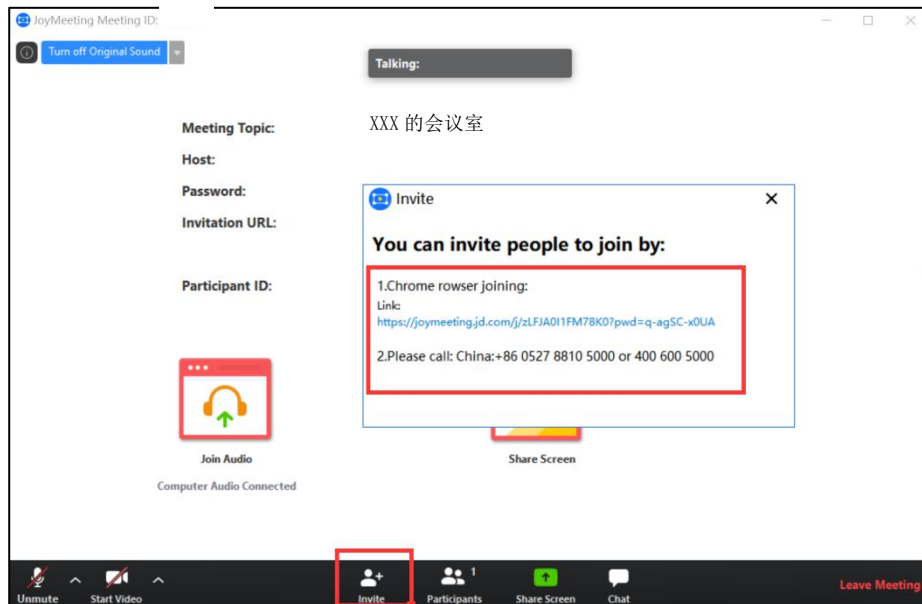 JoyMeeting Meeting ID:
Turn off Original Sound
Talking:
Meeting Topic: XXX 的会议室
Host:
Password:
Invitation URL:
Participant ID:
Invite
You can invite people to join by:
1.Chrome rowser joining:
Link:
https://joymeeting.jd.com/j/zLFJA0I1FM78K0?pwd=q-agSC-x0UA
2.Please call: China:+86 0527 8810 5000 or 400 600 5000
Join Audio
Share Screen
Computer Audio Connected
Unmute
Start Video
Invite
1
Participants
Share Screen
Chat
Leave Meeting